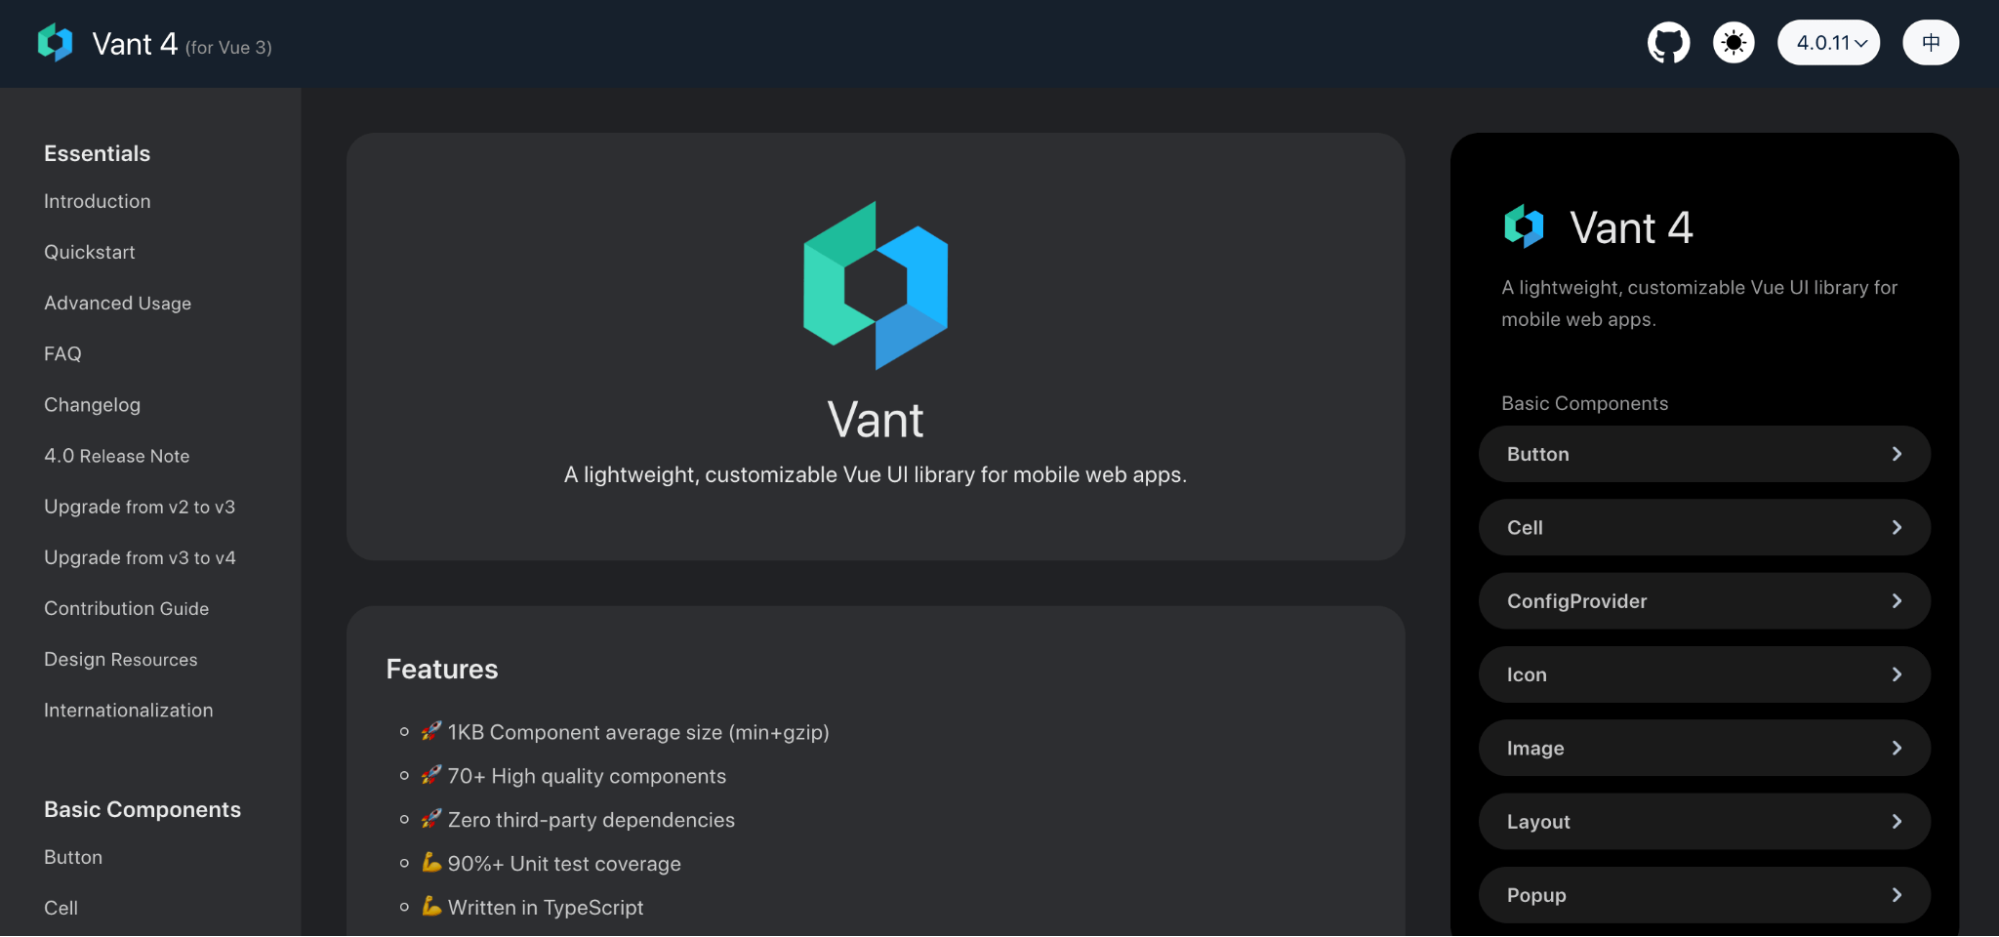 Vant 4 (for Vue 3)
4.0.11
中
Essentials
Introduction
Quickstart
Advanced Usage
FAQ
Changelog
4.0 Release Note
Upgrade from v2 to v3
Upgrade from v3 to v4
Contribution Guide
Design Resources
Internationalization
Basic Components
Button
Cell
Vant
A lightweight, customizable Vue UI library for mobile web apps.
Features
🚀 1KB Component average size (min+gzip)
🚀 70+ High quality components
🚀 Zero third-party dependencies
💪 90%+ Unit test coverage
💪 Written in TypeScript
Vant 4
A lightweight, customizable Vue UI library for
mobile web apps.
Basic Components
Button
Cell
ConfigProvider
Icon
Image
Layout
Popup